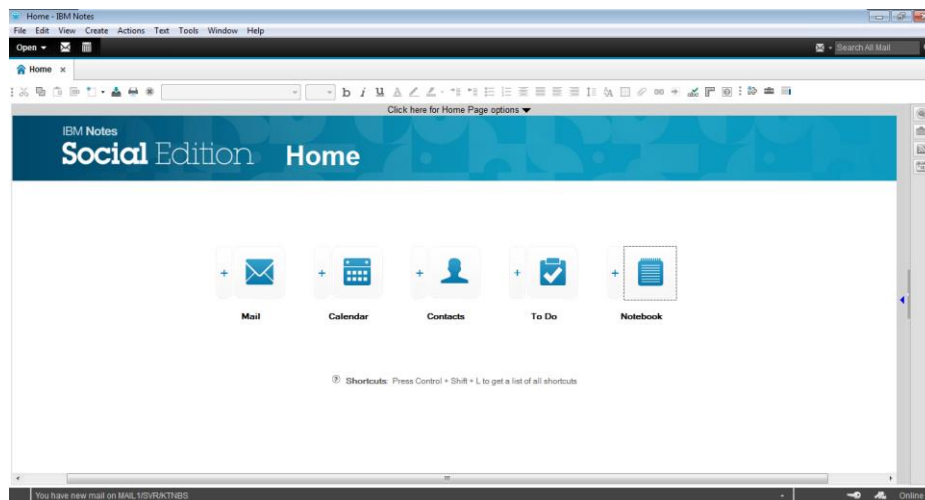 Home - IBM Notes
File Edit View Create Actions Text Tools Window Help
Open
Search All Mail
Home x
Click here for Home Page options
IBM Notes
Social Edition Home
Mail Calendar Contacts To Do Notebook
Shortcuts: Press Control + Shift + L to get a list of all shortcuts
You have new mail on MAIL1/SVR/KTNBS
Online